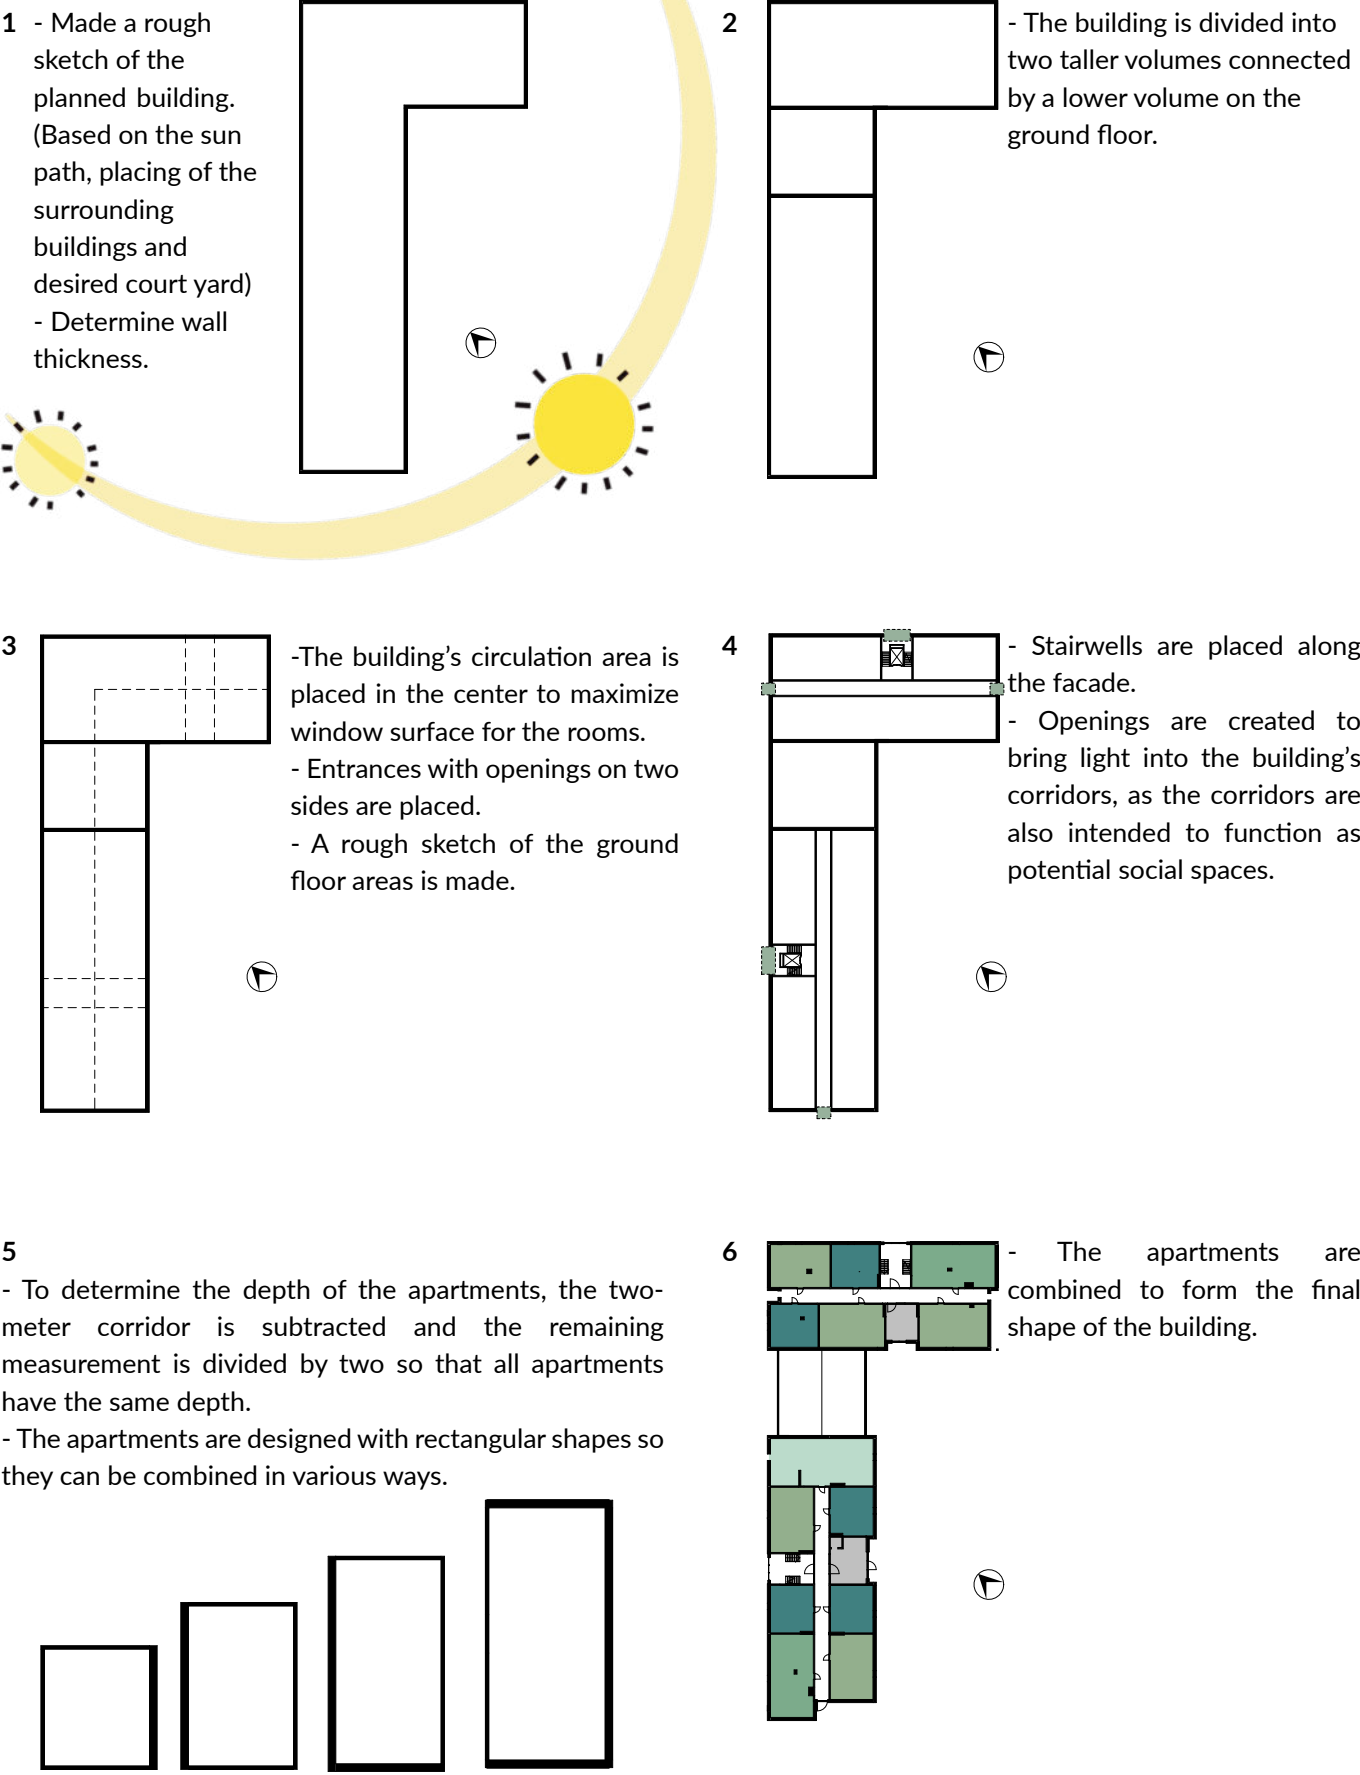 1 - Made a rough
sketch of the
planned building.
(Based on the sun
path, placing of the
surrounding
buildings and
desired court yard)
- Determine wall
thickness.
2 - The building is divided into
two taller volumes connected
by a lower volume on the
ground floor.
3 -The building’s circulation area is
placed in the center to maximize
window surface for the rooms.
- Entrances with openings on two
sides are placed.
- A rough sketch of the ground
floor areas is made.
4 - Stairwells are placed along
the facade.
- Openings are created to
bring light into the building’s
corridors, as the corridors are
also intended to function as
potential social spaces.
5
- To determine the depth of the apartments, the two-
meter corridor is subtracted and the remaining
measurement is divided by two so that all apartments
have the same depth.
- The apartments are designed with rectangular shapes so
they can be combined in various ways.
6 - The apartments are
combined to form the final
shape of the building.